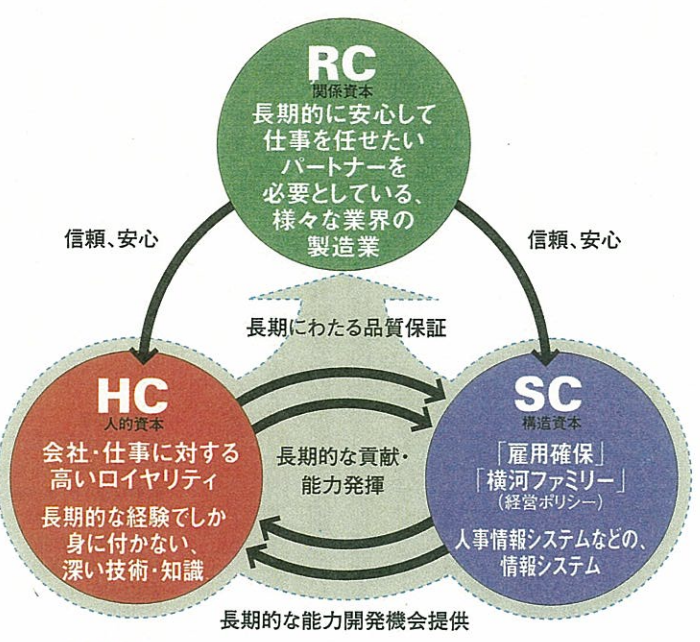 RC
関係資本
長期的に安心して
仕事を任せたい
パートナーを
必要としている、
様々な業界の
製造業
信頼、安心
信頼、安心
長期にわたる品質保証
HC
人的資本
会社・仕事に対する
高いロイヤリティ
長期的な経験でしか
身に付かない、
深い技術・知識
長期的な貢献・
能力発揮
SC
構造資本
「雇用確保」
「横河ファミリー」
(経営ポリシー)
人事情報システムなどの、
情報システム
長期的な能力開発機会提供